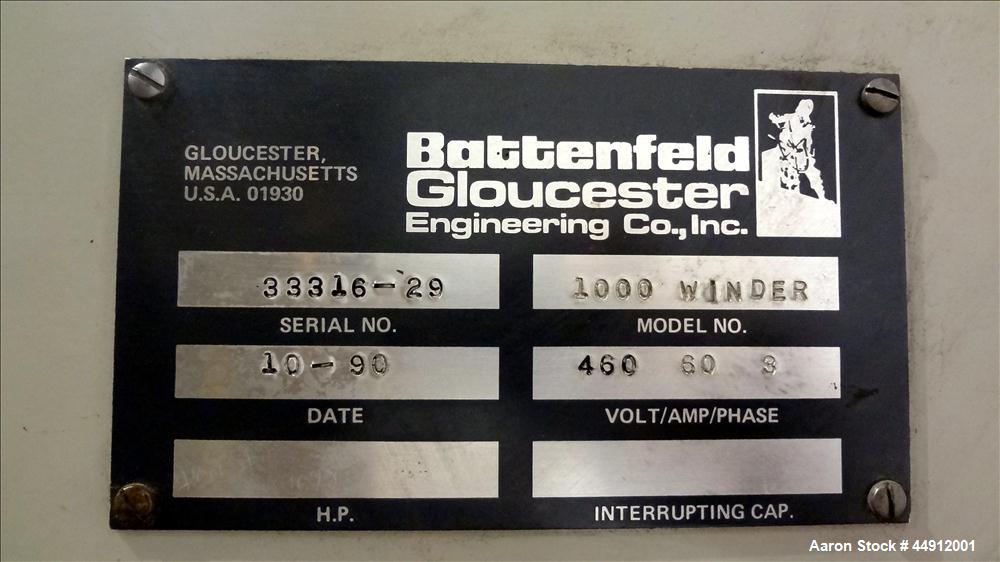 GLOUCESTER,
MASSACHUSETTS
U.S.A. 01930
Battenfeld
Gloucester
Engineering Co., Inc.
33316-29
SERIAL NO.
1000 WINDER
MODEL NO.
10-90
DATE
460 60 3
VOLT/AMP/PHASE
H.P.
INTERRUPTING CAP.
Aaron Stock # 44912001